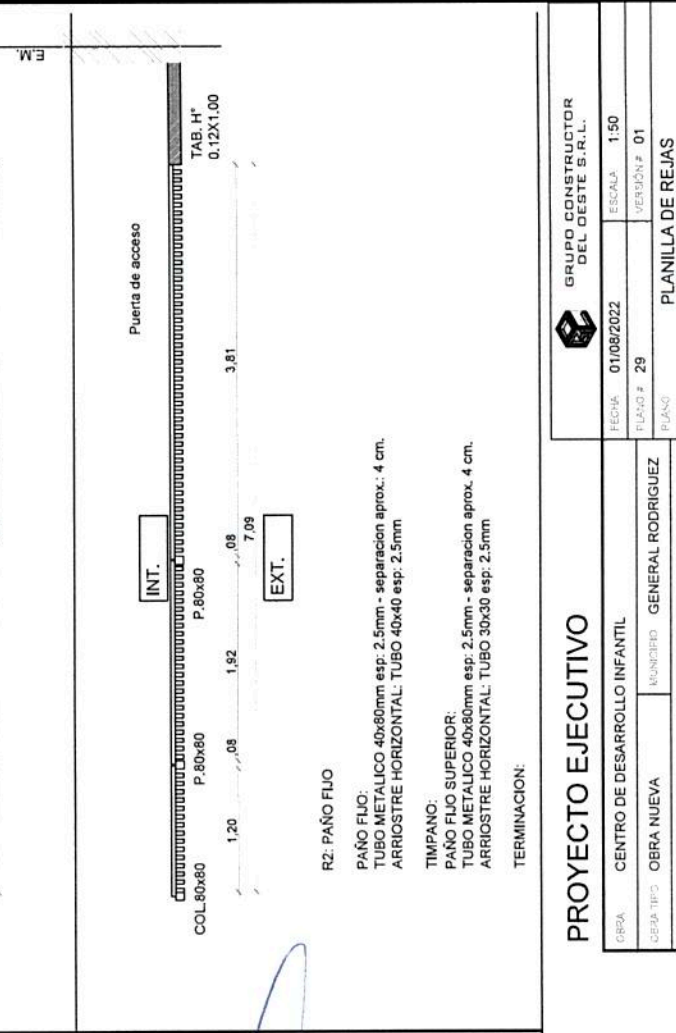 E.M.
Puerta de acceso
INT.
TAB. Hº
0.12X1.00
COL.80x80
P.80x80
P.80x80
1,20
,08
1,92
,08
3,81
7,09
EXT.
R2: PAÑO FIJO
PAÑO FIJO:
TUBO METALICO 40x80mm esp: 2.5mm - separacion aprox.: 4 cm.
ARRIOSTRE HORIZONTAL: TUBO 40x40 esp: 2.5mm
TIMPANO:
PAÑO FIJO SUPERIOR:
TUBO METALICO 40x80mm esp: 2.5mm - separacion aprox. 4 cm.
ARRIOSTRE HORIZONTAL: TUBO 30x30 esp: 2.5mm
TERMINACION:
PROYECTO EJECUTIVO
GRUPO CONSTRUCTOR
DEL OESTE S.R.L.
OBRA CENTRO DE DESARROLLO INFANTIL
FECHA 01/08/2022
ESCALA 1:50
OBRA TIPO OBRA NUEVA
MUNICIPIO GENERAL RODRIGUEZ
PLANO # 29
VERSIÓN # 01
PLANO PLANILLA DE REJAS